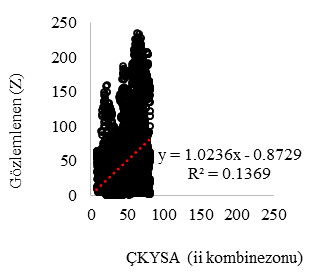 250
200
150
100
50
0
Gözlemlenen (Z)
y = 1.0236x - 0.8729
R² = 0.1369
0 50 100 150 200 250
ÇKYSA (ii kombinezonu)